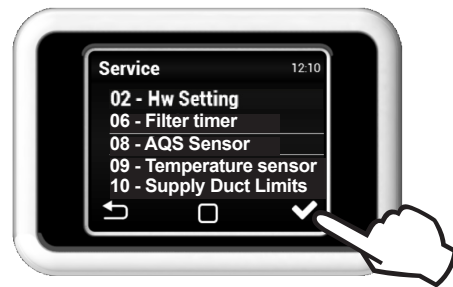 Service 12:10
02 - Hw Setting
06 - Filter timer
08 - AQS Sensor
09 - Temperature sensor
10 - Supply Duct Limits